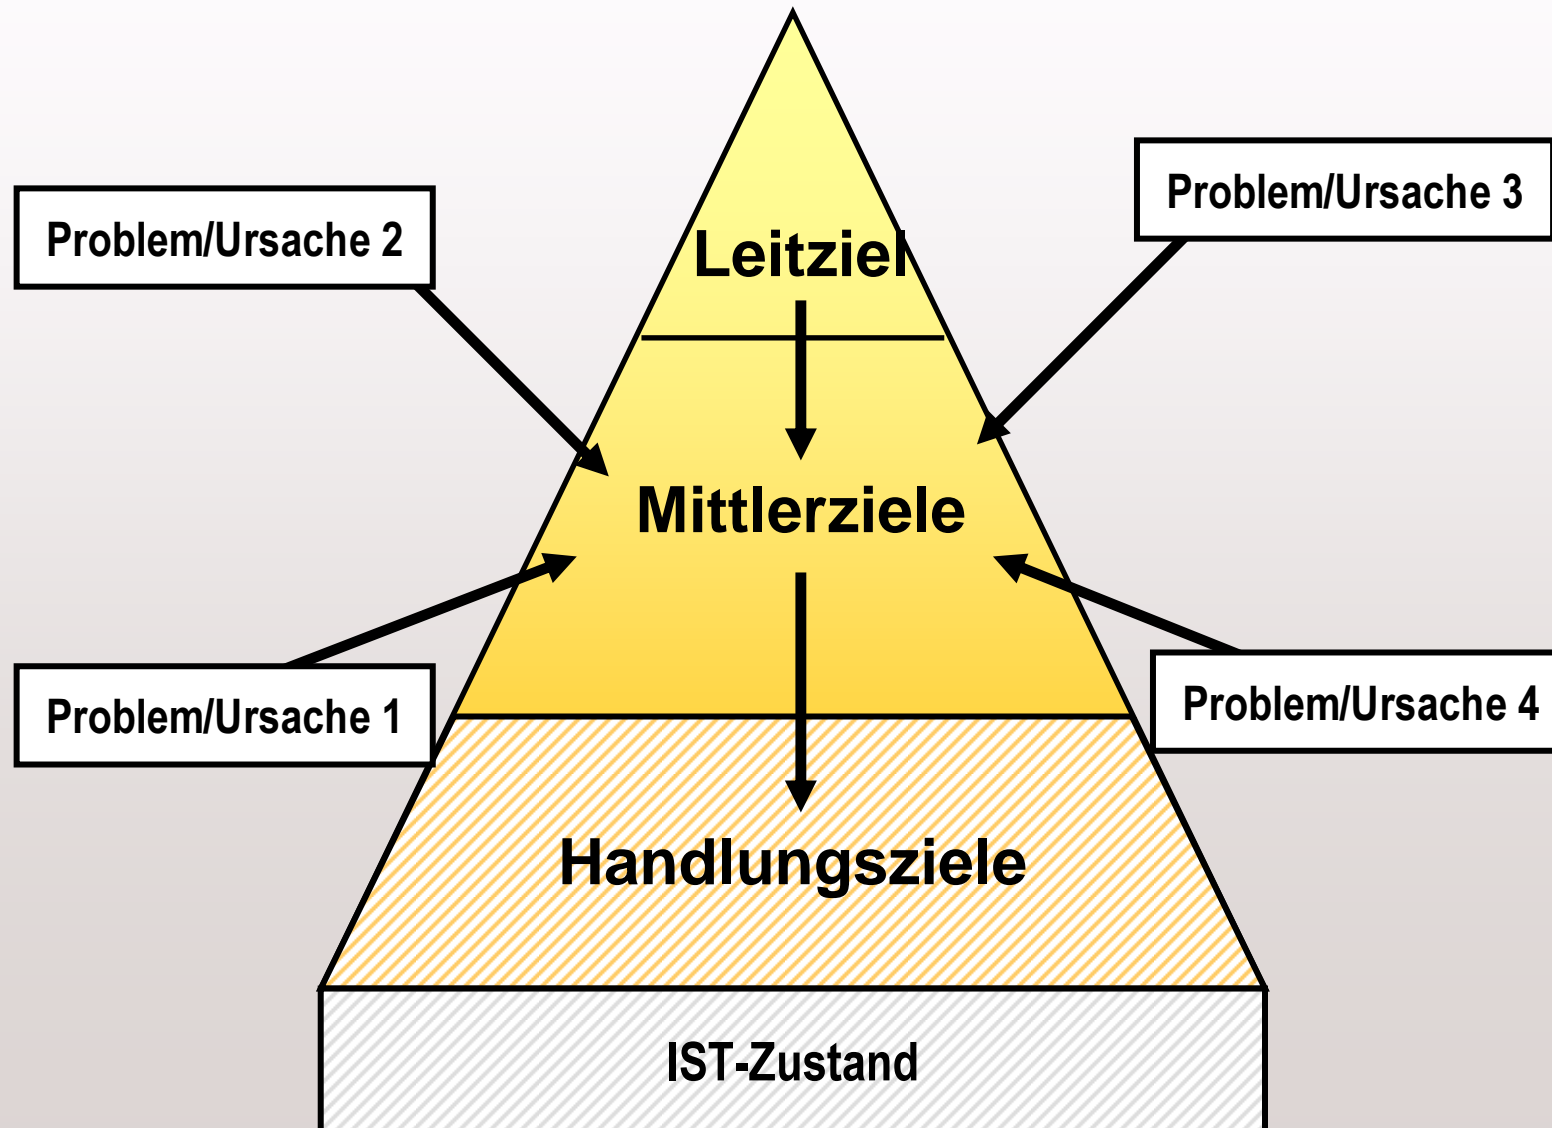 Problem/Ursache 3
Problem/Ursache 2
Leitziel
Mittlerziele
Problem/Ursache 4
Problem/Ursache 1
Handlungsziele
IST-Zustand